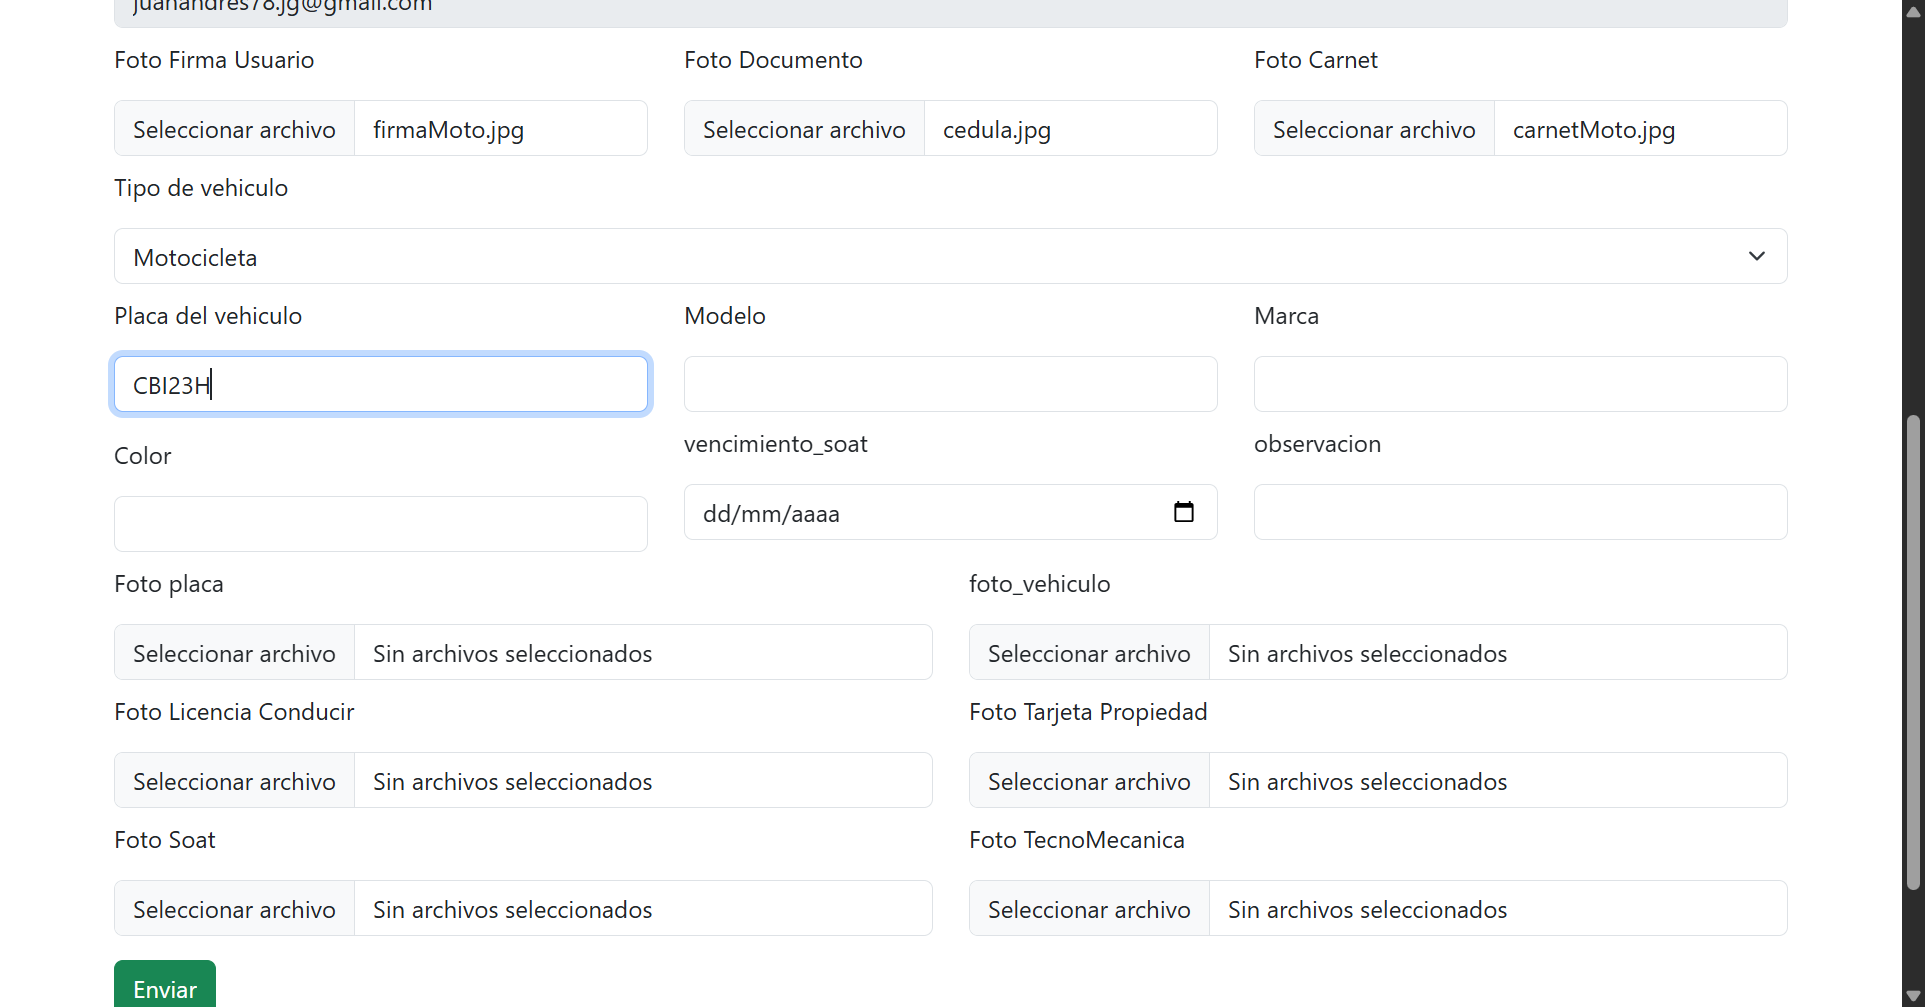 juanandres78.jg@gmail.com
Foto Firma Usuario Foto Documento Foto Carnet
Seleccionar archivo firmaMoto.jpg Seleccionar archivo cedula.jpg Seleccionar archivo carnetMoto.jpg
Tipo de vehiculo
Motocicleta
Placa del vehiculo Modelo Marca
CBI23H
Color vencimiento_soat observacion
dd/mm/aaaa
Foto placa foto_vehiculo
Seleccionar archivo Sin archivos seleccionados Seleccionar archivo Sin archivos seleccionados
Foto Licencia Conducir Foto Tarjeta Propiedad
Seleccionar archivo Sin archivos seleccionados Seleccionar archivo Sin archivos seleccionados
Foto Soat Foto TecnoMecanica
Seleccionar archivo Sin archivos seleccionados Seleccionar archivo Sin archivos seleccionados
Enviar